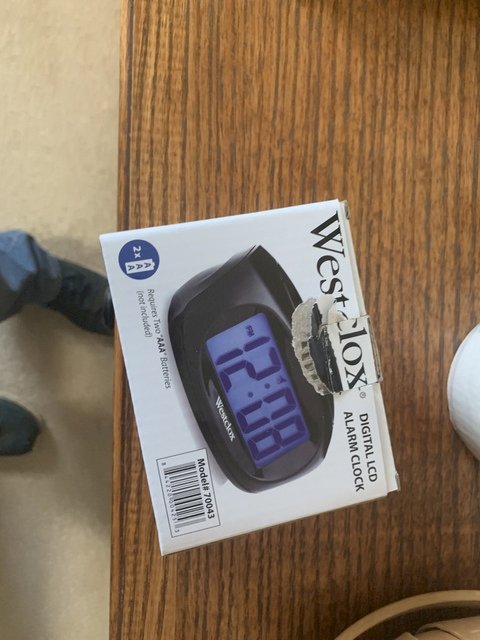 Westclox®
DIGITAL LCD
ALARM CLOCK
PM
12:08
Westclox
2x
AAA
Requires Two "AAA" Batteries
(not included)
Model# 70043